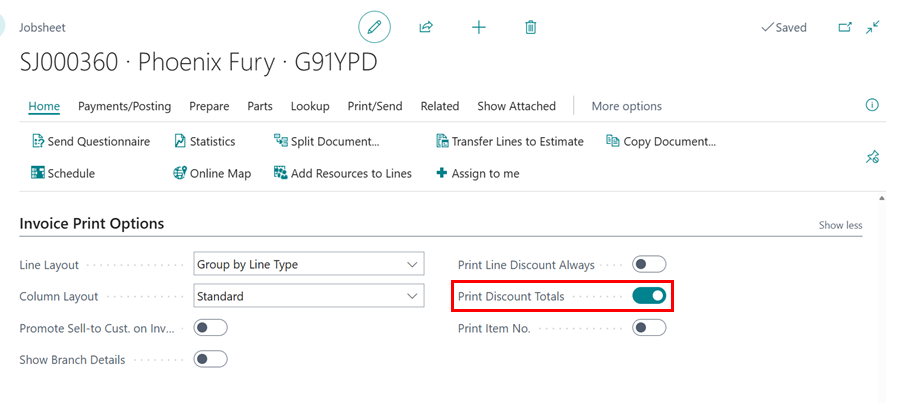 Jobsheet
Saved
SJ000360 · Phoenix Fury · G91YPD
Home Payments/Posting Prepare Parts Lookup Print/Send Related Show Attached More options
Send Questionnaire Statistics Split Document... Transfer Lines to Estimate Copy Document...
Schedule Online Map Add Resources to Lines Assign to me
Invoice Print Options Show less
Line Layout Group by Line Type Print Line Discount Always
Column Layout Standard Print Discount Totals
Promote Sell-to Cust. on Inv... Print Item No.
Show Branch Details